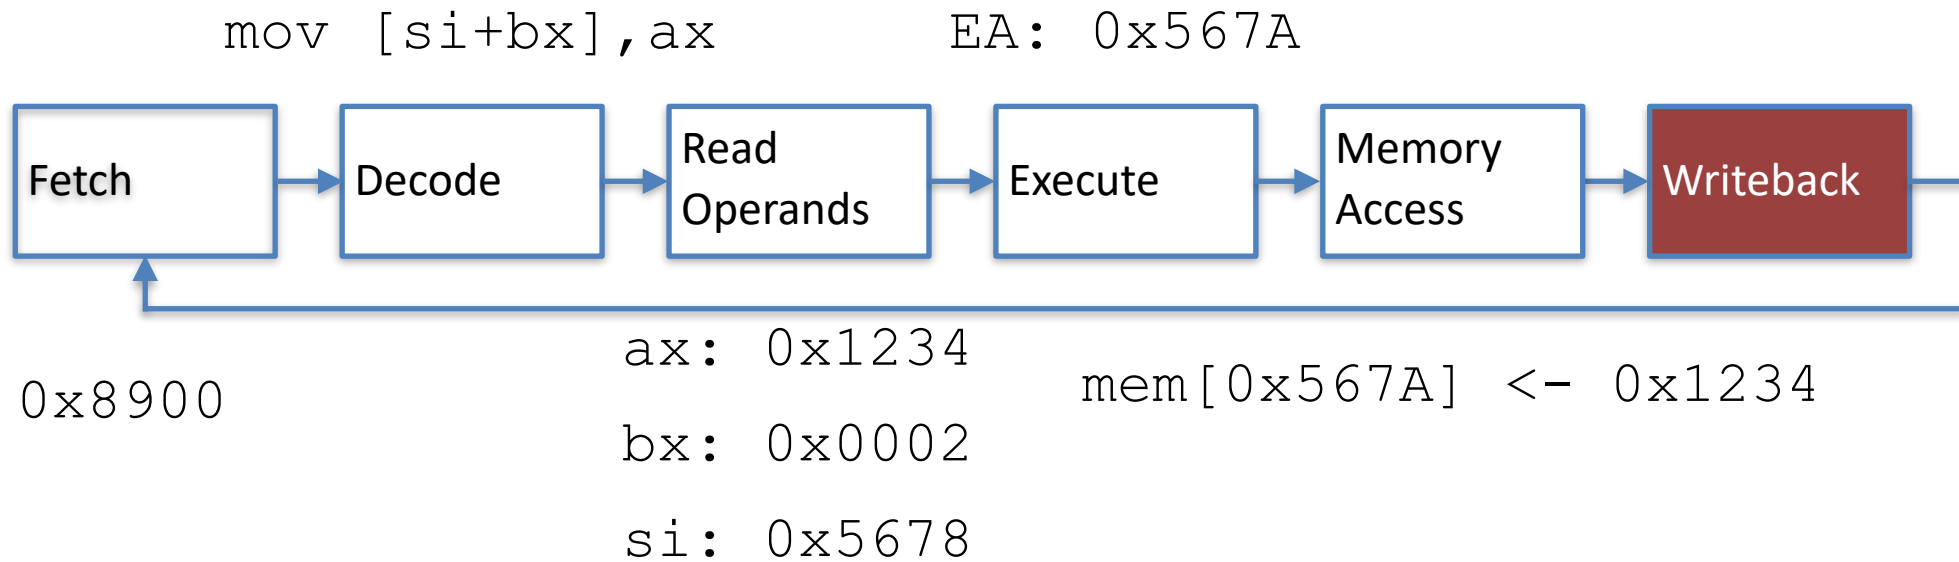 mov [si+bx],ax
EA: 0x567A
Fetch
Decode
Read
Operands
Execute
Memory
Access
Writeback
0x8900
ax: 0x1234
bx: 0x0002
si: 0x5678
mem[0x567A] <- 0x1234